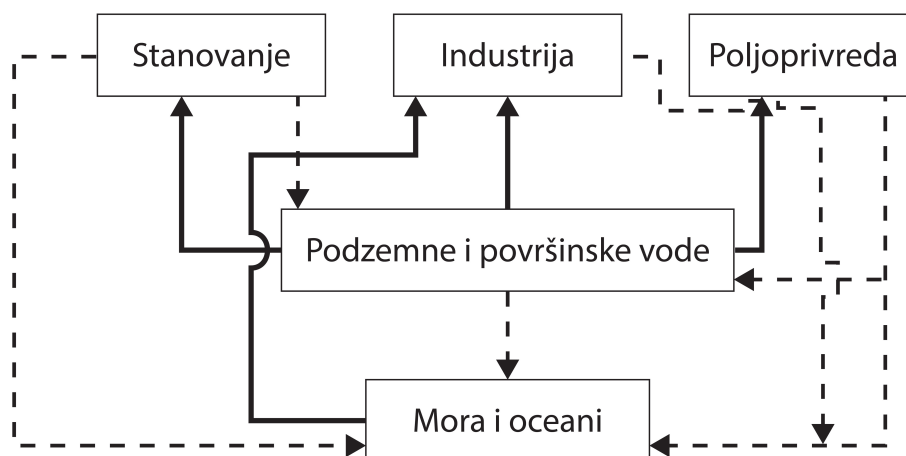 Stanovanje
Industrija
Poljoprivreda
Podzemne i površinske vode
Mora i oceani